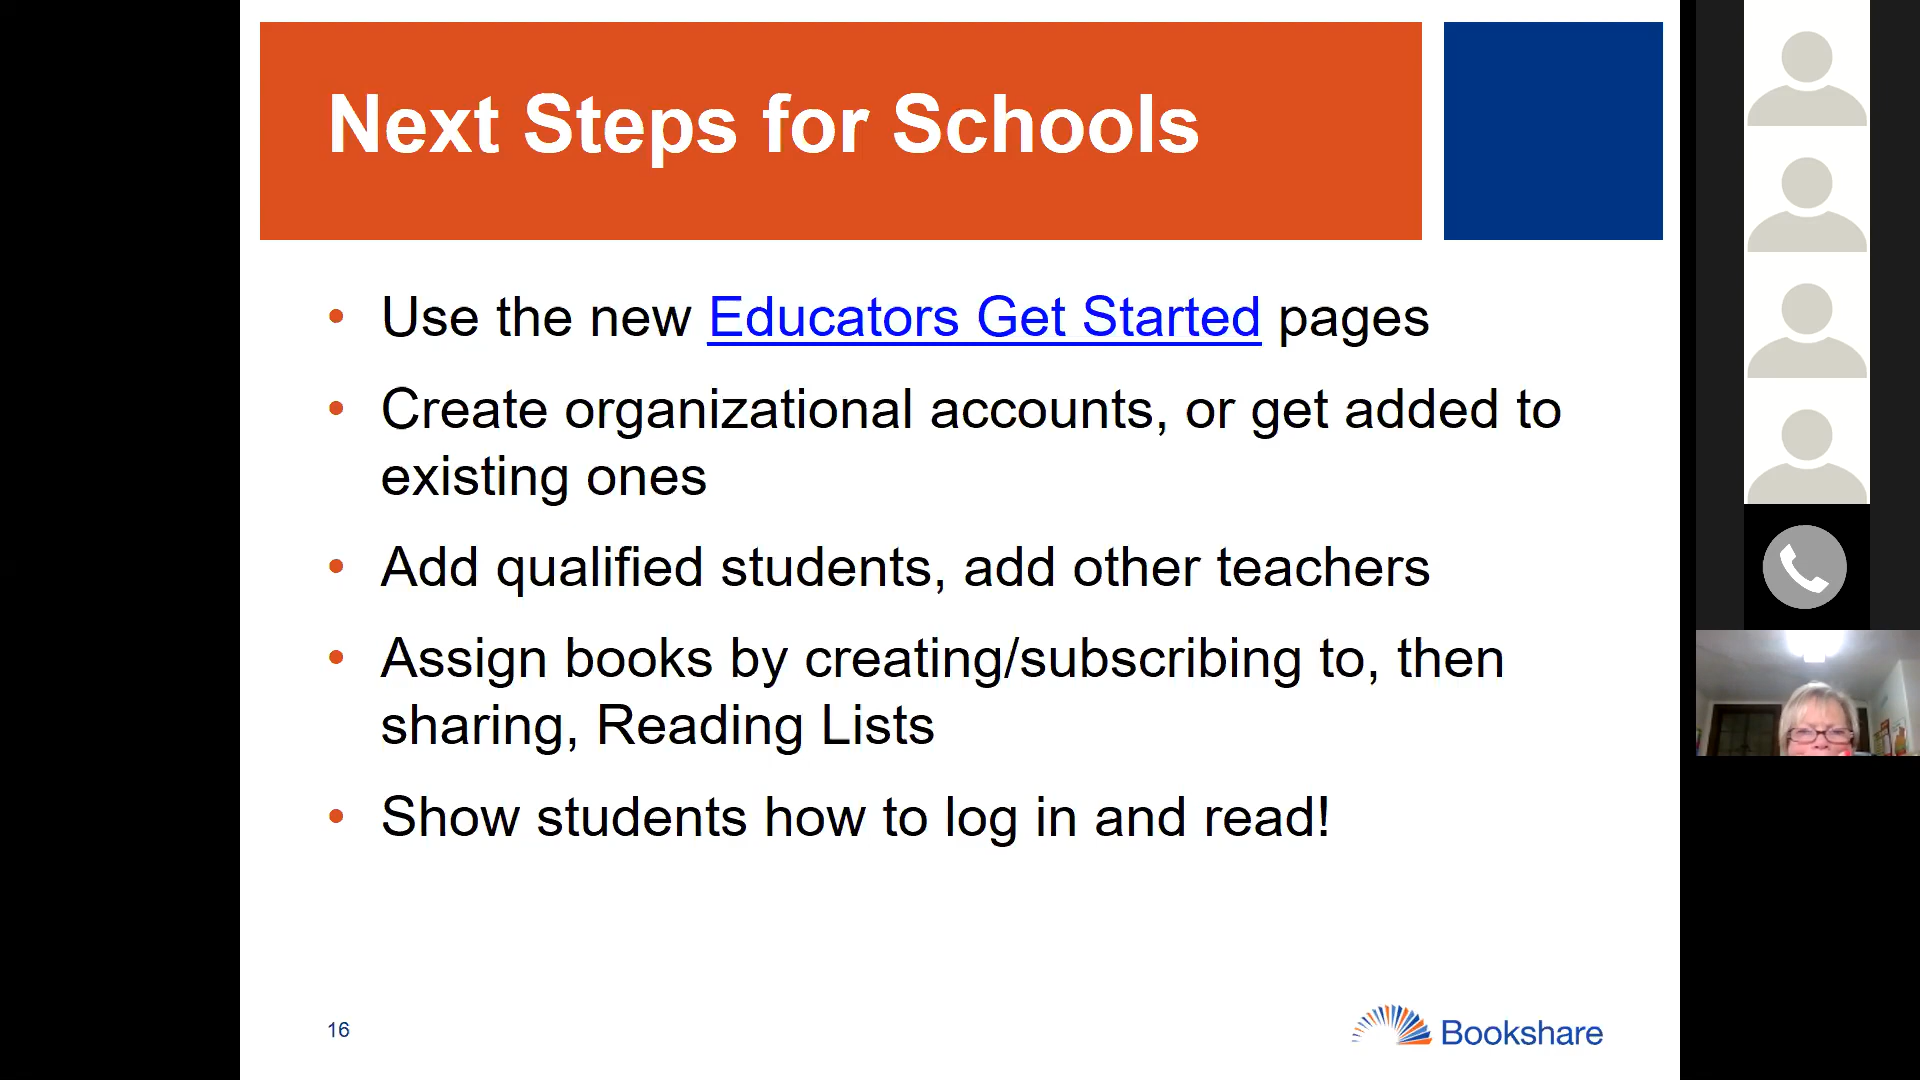 Next Steps for Schools
• Use the new Educators Get Started pages
• Create organizational accounts, or get added to
existing ones
• Add qualified students, add other teachers
• Assign books by creating/subscribing to, then
sharing, Reading Lists
• Show students how to log in and read!
16
Bookshare